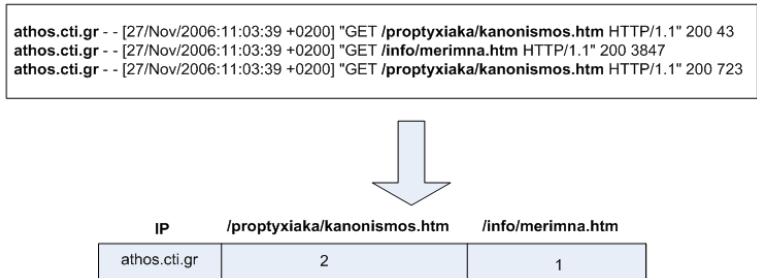 athos.cti.gr - - [27/Nov/2006:11:03:39 +0200] "GET /proptyxiaka/kanonismos.htm HTTP/1.1" 200 43
athos.cti.gr - - [27/Nov/2006:11:03:39 +0200] "GET /info/merimna.htm HTTP/1.1" 200 3847
athos.cti.gr - - [27/Nov/2006:11:03:39 +0200] "GET /proptyxiaka/kanonismos.htm HTTP/1.1" 200 723
IP /proptyxiaka/kanonismos.htm /info/merimna.htm
athos.cti.gr 2 1